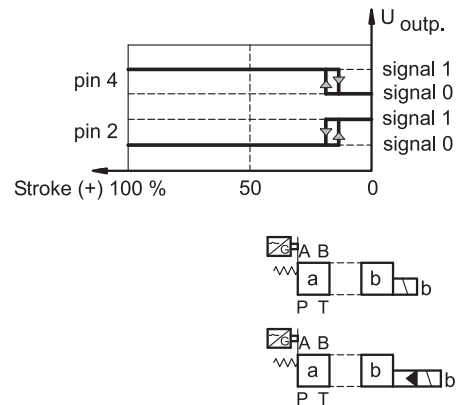 U outp.
pin 4
signal 1
signal 0
pin 2
signal 1
signal 0
Stroke (+) 100 % 50 0
G A B
a b b
P T
G A B
a b b
P T